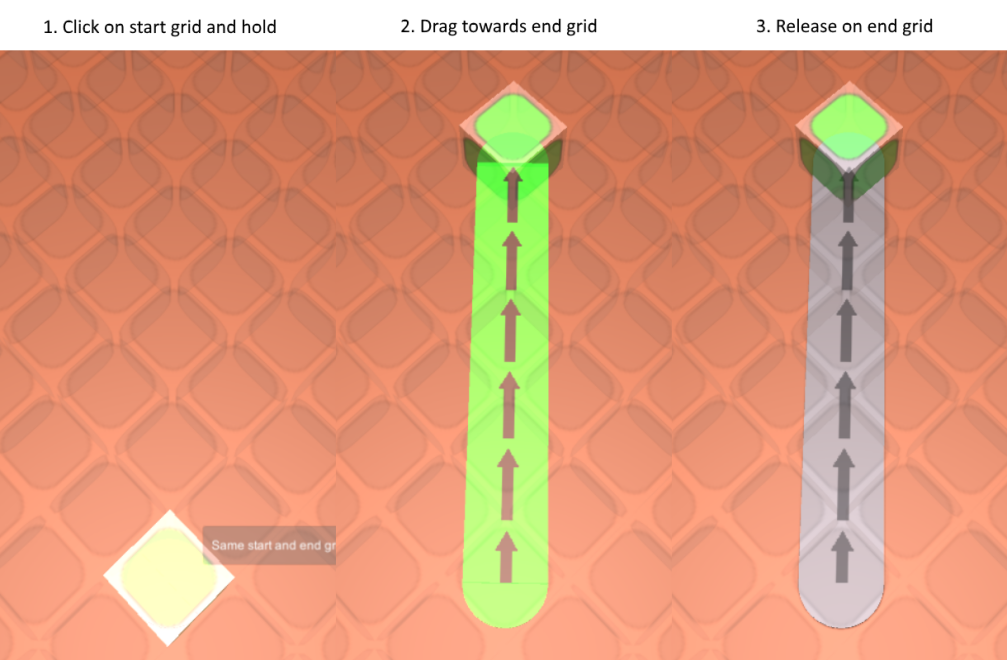 1. Click on start grid and hold
2. Drag towards end grid
3. Release on end grid
Same start and end gr